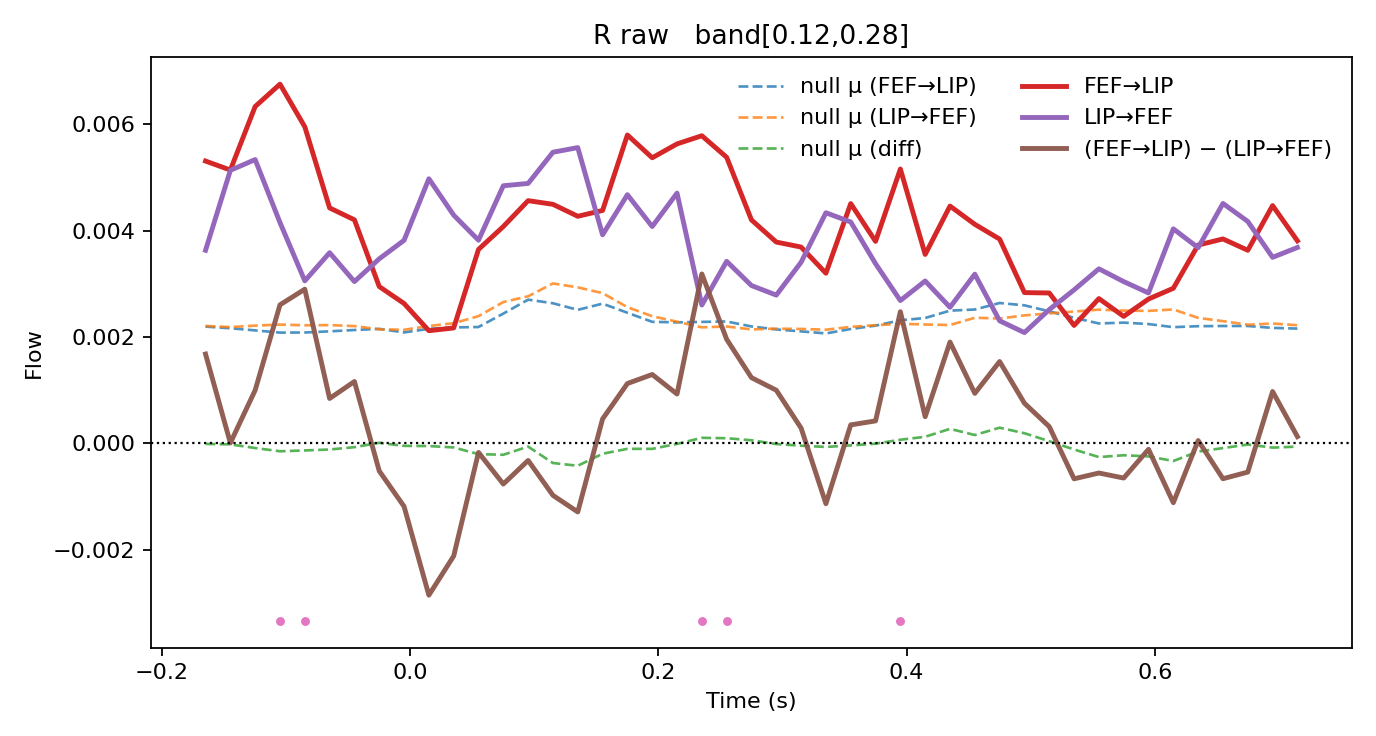 R raw   band[0.12,0.28]
null μ (FEF→LIP)
null μ (LIP→FEF)
null μ (diff)
FEF→LIP
LIP→FEF
(FEF→LIP) − (LIP→FEF)
Flow
0.006
0.004
0.002
0.000
−0.002
−0.2
0.0
0.2
0.4
0.6
Time (s)